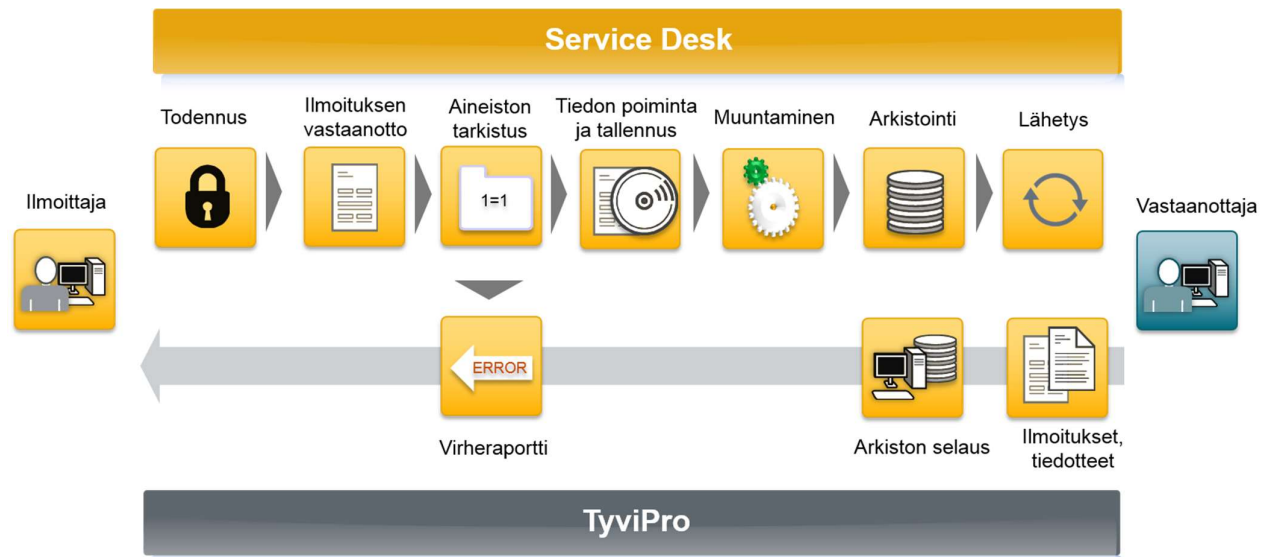 Service Desk
Todennus
Ilmoituksen
vastaanotto
Aineiston
tarkistus
Tiedon poiminta
ja tallennus
Muuntaminen
Arkistointi
Lähetys
1=1
Ilmoittaja
Vastaanottaja
ERROR
Virheraportti
Arkiston selaus
Ilmoitukset,
tiedotteet
TyviPro